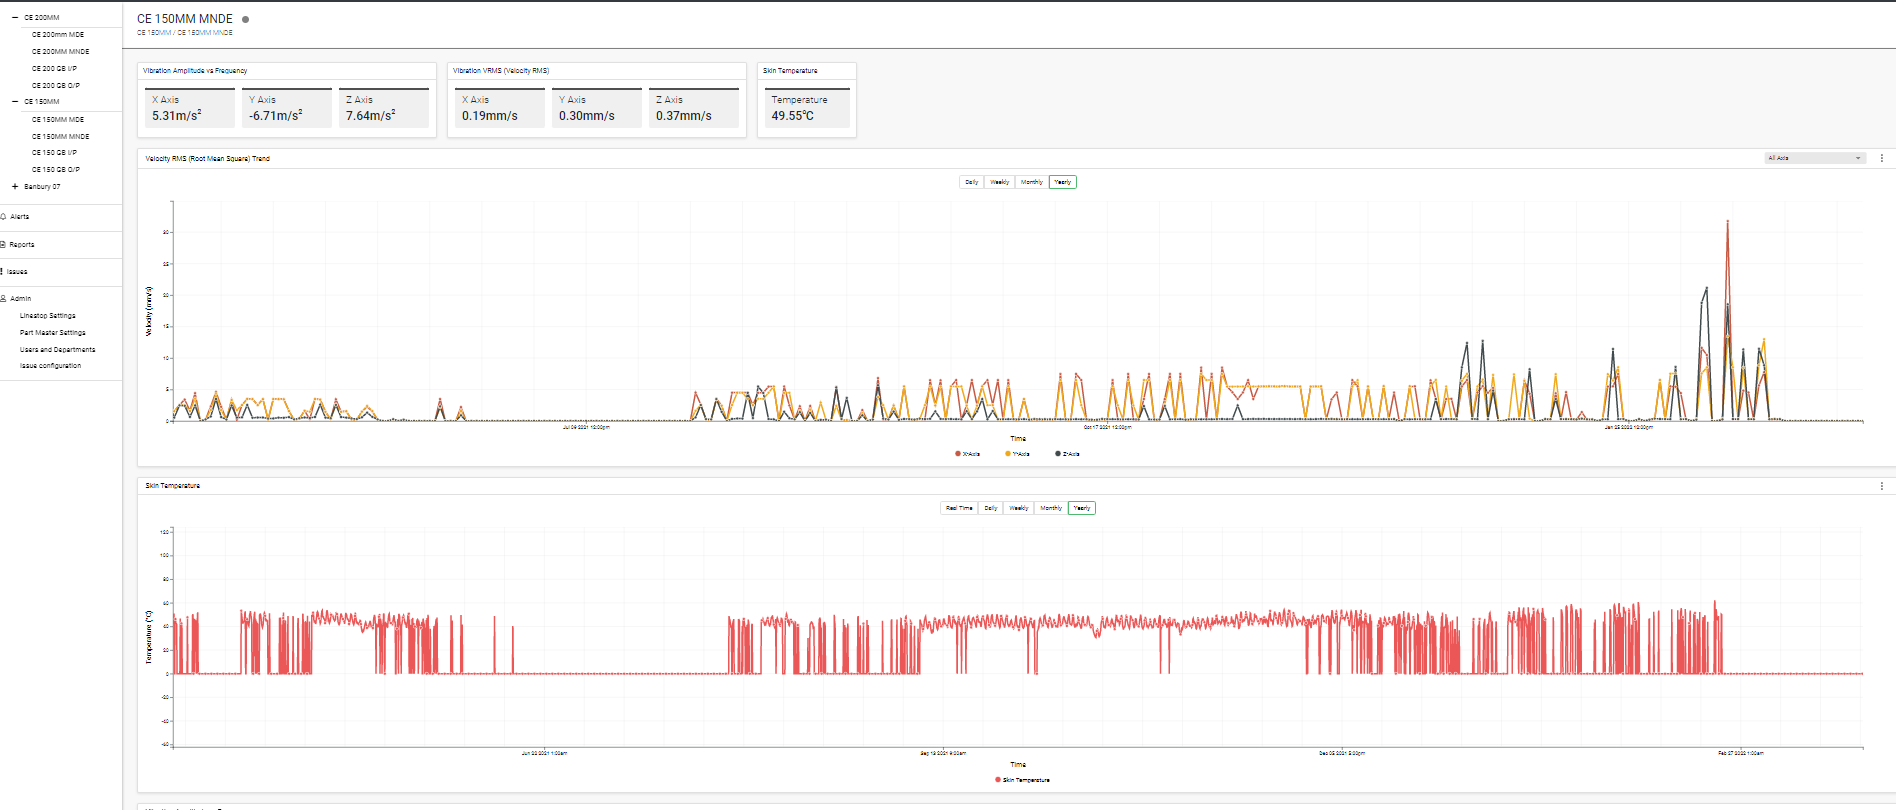 CE 200MM
CE 200mm MDE
CE 200MM MNDE
CE 200 GB I/P
CE 200 GB O/P
CE 150MM
CE 150MM MDE
CE 150MM MNDE
CE 150 GB I/P
CE 150 GB O/P
Banbury 07
Alerts
Reports
Issues
Admin
Linestop Settings
Part Master Settings
Users and Departments
Issue configuration
CE 150MM MNDE
CE 150MM / CE 150MM MNDE
Vibration Amplitude vs Frequency
X Axis
5.31m/s²
Y Axis
-6.71m/s²
Z Axis
7.64m/s²
Vibration VRMS (Velocity RMS)
X Axis
0.19mm/s
Y Axis
0.30mm/s
Z Axis
0.37mm/s
Skin Temperature
Temperature
49.55°C
Velocity RMS (Root Mean Square) Trend
All Axis
Daily Weekly Monthly Yearly
Velocity (mm/s)
30
25
20
15
10
5
0
Jul 09 2021 12:00pm Oct 17 2021 12:00pm Jan 25 2022 12:00pm
Time
X-Axis Y-Axis Z-Axis
Skin Temperature
Real Time Daily Weekly Monthly Yearly
Temperature (°C)
120
100
80
60
40
20
0
-20
-40
-60
Jun 22 2021 1:00am Sep 13 2021 9:00am Dec 05 2021 5:00pm Feb 27 2022 1:00am
Time
Skin Temperature